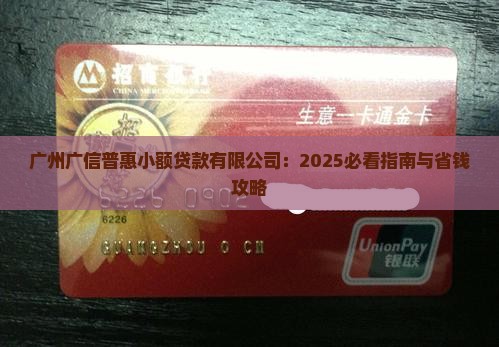 招商银行
CHINA MERCHANTS BANK
生意一卡通金卡
广州广信普惠小额贷款有限公司：2025必看指南与省钱
攻略
6226
GUANGZHOU O CM
UnionPay
银联